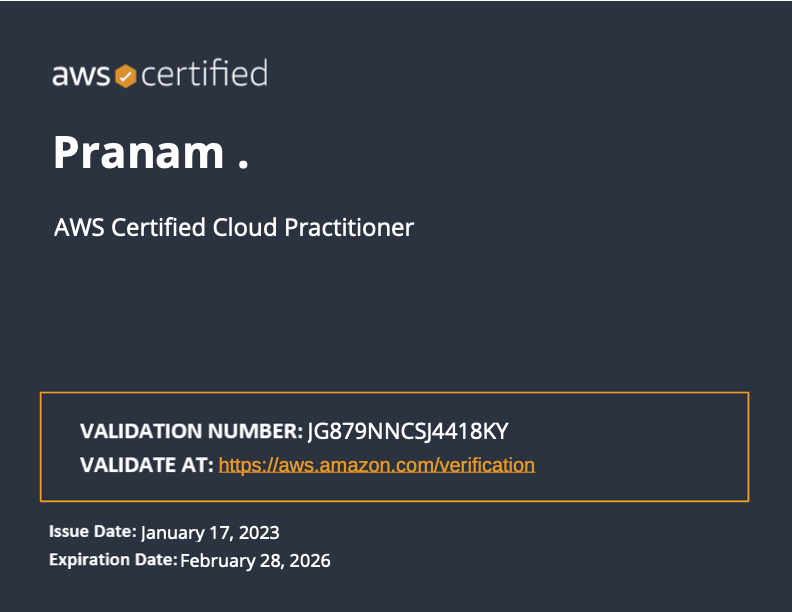 aws certified
Pranam .
AWS Certified Cloud Practitioner
VALIDATION NUMBER: JG879NNCSJ4418KY
VALIDATE AT: https://aws.amazon.com/verification
Issue Date: January 17, 2023
Expiration Date: February 28, 2026